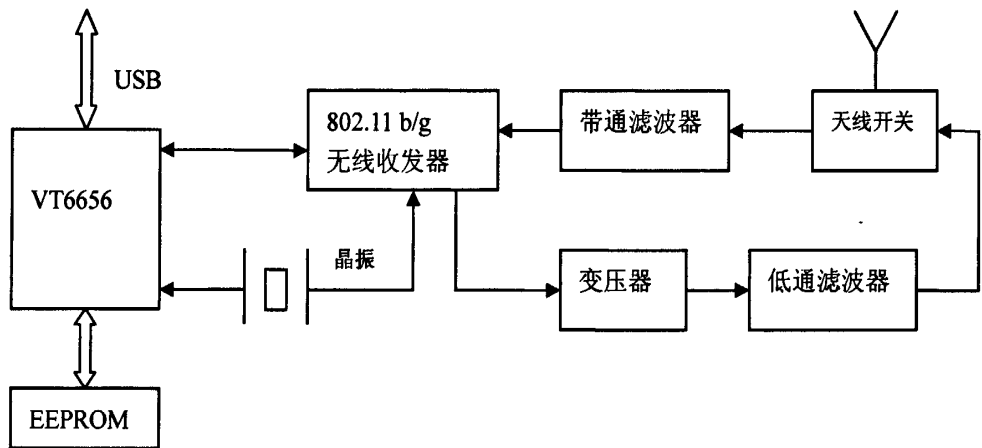 USB
VT6656
802.11 b/g
无线收发器
带通滤波器
天线开关
晶振
变压器
低通滤波器
EEPROM